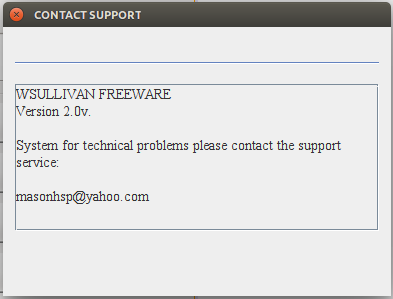 CONTACT SUPPORT
WSULLIVAN FREEWARE
Version 2.0v.
System for technical problems please contact the support
service:
masonhsp@yahoo.com